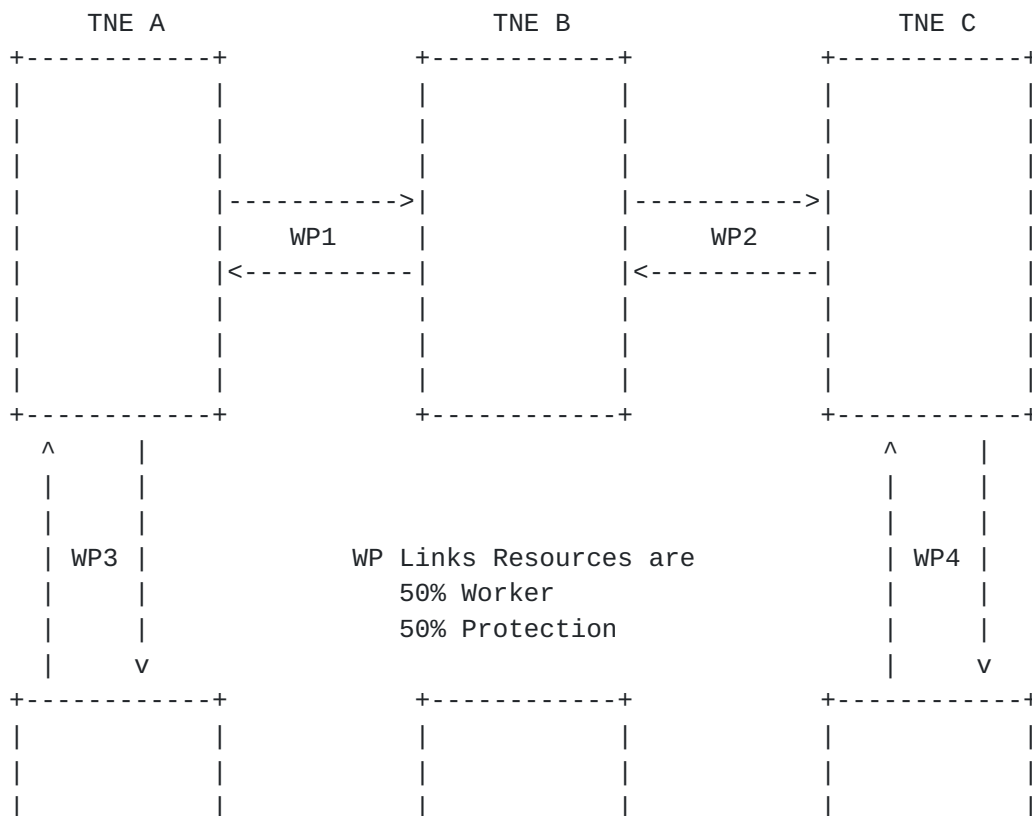 TNE A TNE B TNE C
WP1 WP2
WP3 WP Links Resources are WP4
50% Worker
50% Protection